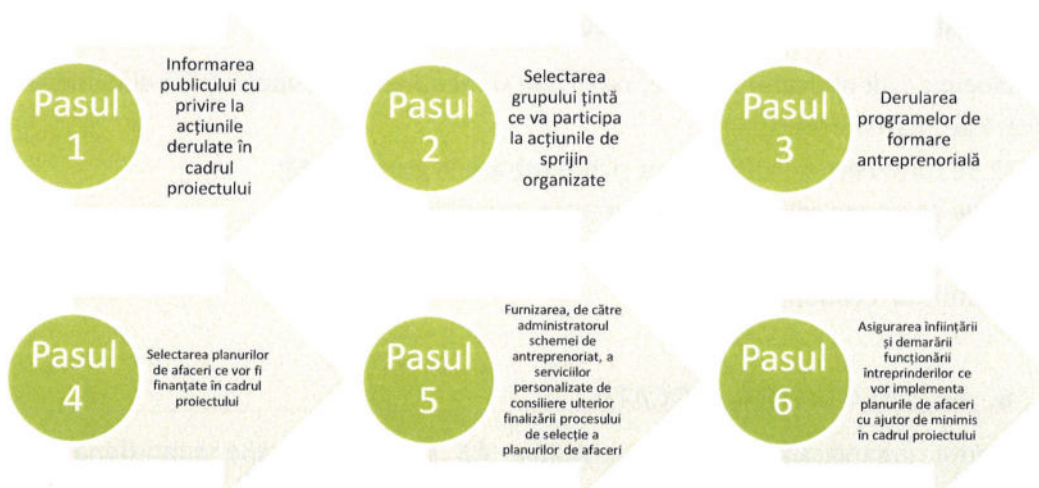 Pasul
1
Informarea
publicului cu
privire la
acțiunile
derulate în
cadrul
proiectului
Pasul
2
Selectarea
grupului țintă
ce va participa
la acțiunile de
sprijin
organizate
Pasul
3
Derularea
programelor de
formare
antreprenorială
Pasul
4
Selectarea planurilor
de afaceri ce vor fi
finanțate în cadrul
proiectului
Pasul
5
Furnizarea, de către
administratorul
schemei de
antreprenoriat, a
serviciilor
personalizate de
consiliere ulterior
finalizării procesului
de selecție a
planurilor de afaceri
Pasul
6
Asigurarea înființării
și demarării
funcționării
întreprinderilor ce
vor implementa
planurile de afaceri
cu ajutor de minimis
în cadrul proiectului